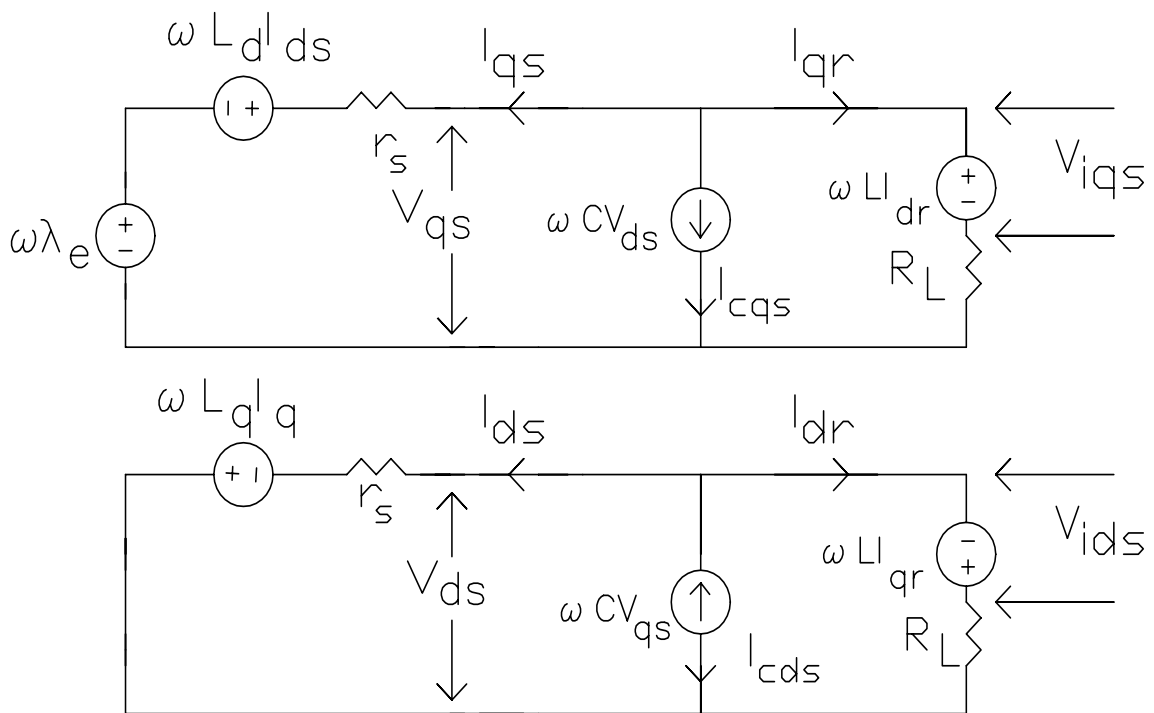 ω L_d I_ds
I_qs
I_qr
r_s
V_qs
ω CV_ds
ω LI_dr
V_iqs
ωλ_e
R_L
I_cqs
ω L_q I_q
I_ds
I_dr
r_s
V_ds
ω CV_qs
ω LI_qr
V_ids
R_L
I_cds